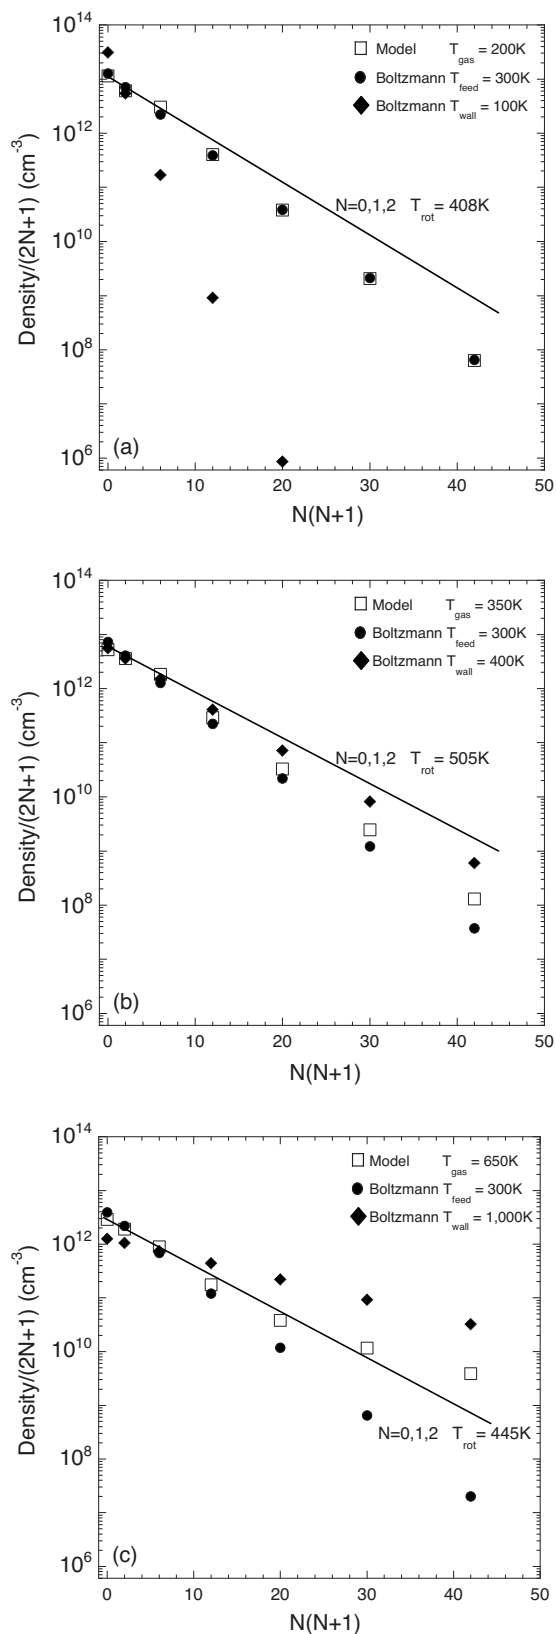 10^14
Model T_gas = 200K
Boltzmann T_feed = 300K
Boltzmann T_wall = 100K
10^12
Density/(2N+1) (cm^-3)
N=0,1,2 T_rot = 408K
10^10
10^8
10^6
(a)
0 10 20 30 40 50
N(N+1)
10^14
Model T_gas = 350K
Boltzmann T_feed = 300K
Boltzmann T_wall = 400K
10^12
Density/(2N+1) (cm^-3)
N=0,1,2 T_rot = 505K
10^10
10^8
10^6
(b)
0 10 20 30 40 50
N(N+1)
10^14
Model T_gas = 650K
Boltzmann T_feed = 300K
Boltzmann T_wall = 1,000K
10^12
Density/(2N+1) (cm^-3)
10^10
N=0,1,2 T_rot = 445K
10^8
10^6
(c)
0 10 20 30 40 50
N(N+1)